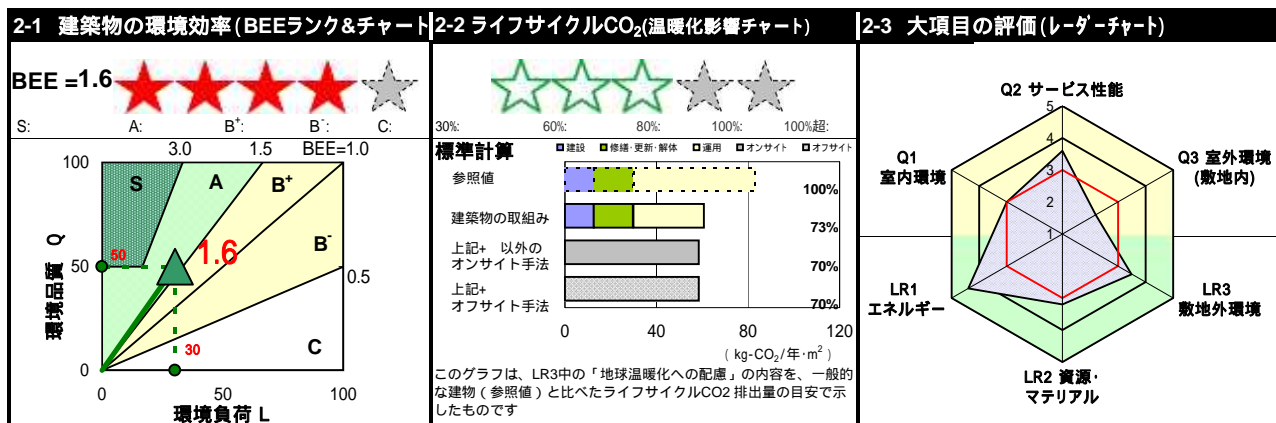 2-1 建築物の環境効率(BEEランク&チャート
BEE =1.6
S: A: B+: B-: C:
3.0 1.5 BEE=1.0
100
S A B+
B-
1.6
50
50
0.5
環境品質 Q
30
C
0
0 50 100
環境負荷 L
2-2 ライフサイクルCO2(温暖化影響チャート)
30%: 60%: 80%: 100%: 100%超:
標準計算
建設 修繕・更新・解体 運用 オンサイト オフサイト
参照値
100%
建築物の取組み
73%
上記+ 以外の
オンサイト手法
70%
上記+
オフサイト手法
70%
0 40 80 120
( kg-CO2/年・m2 )
このグラフは、LR3中の「地球温暖化への配慮」の内容を、一般的
な建物(参照値)と比べたライフサイクルCO2 排出量の目安で示
したものです
2-3 大項目の評価(レーダーチャート)
Q2 サービス性能
5
4
3
2
1
Q1
室内環境
Q3 室外環境
(敷地内)
LR1
エネルギー
LR3
敷地外環境
LR2 資源・
マテリアル